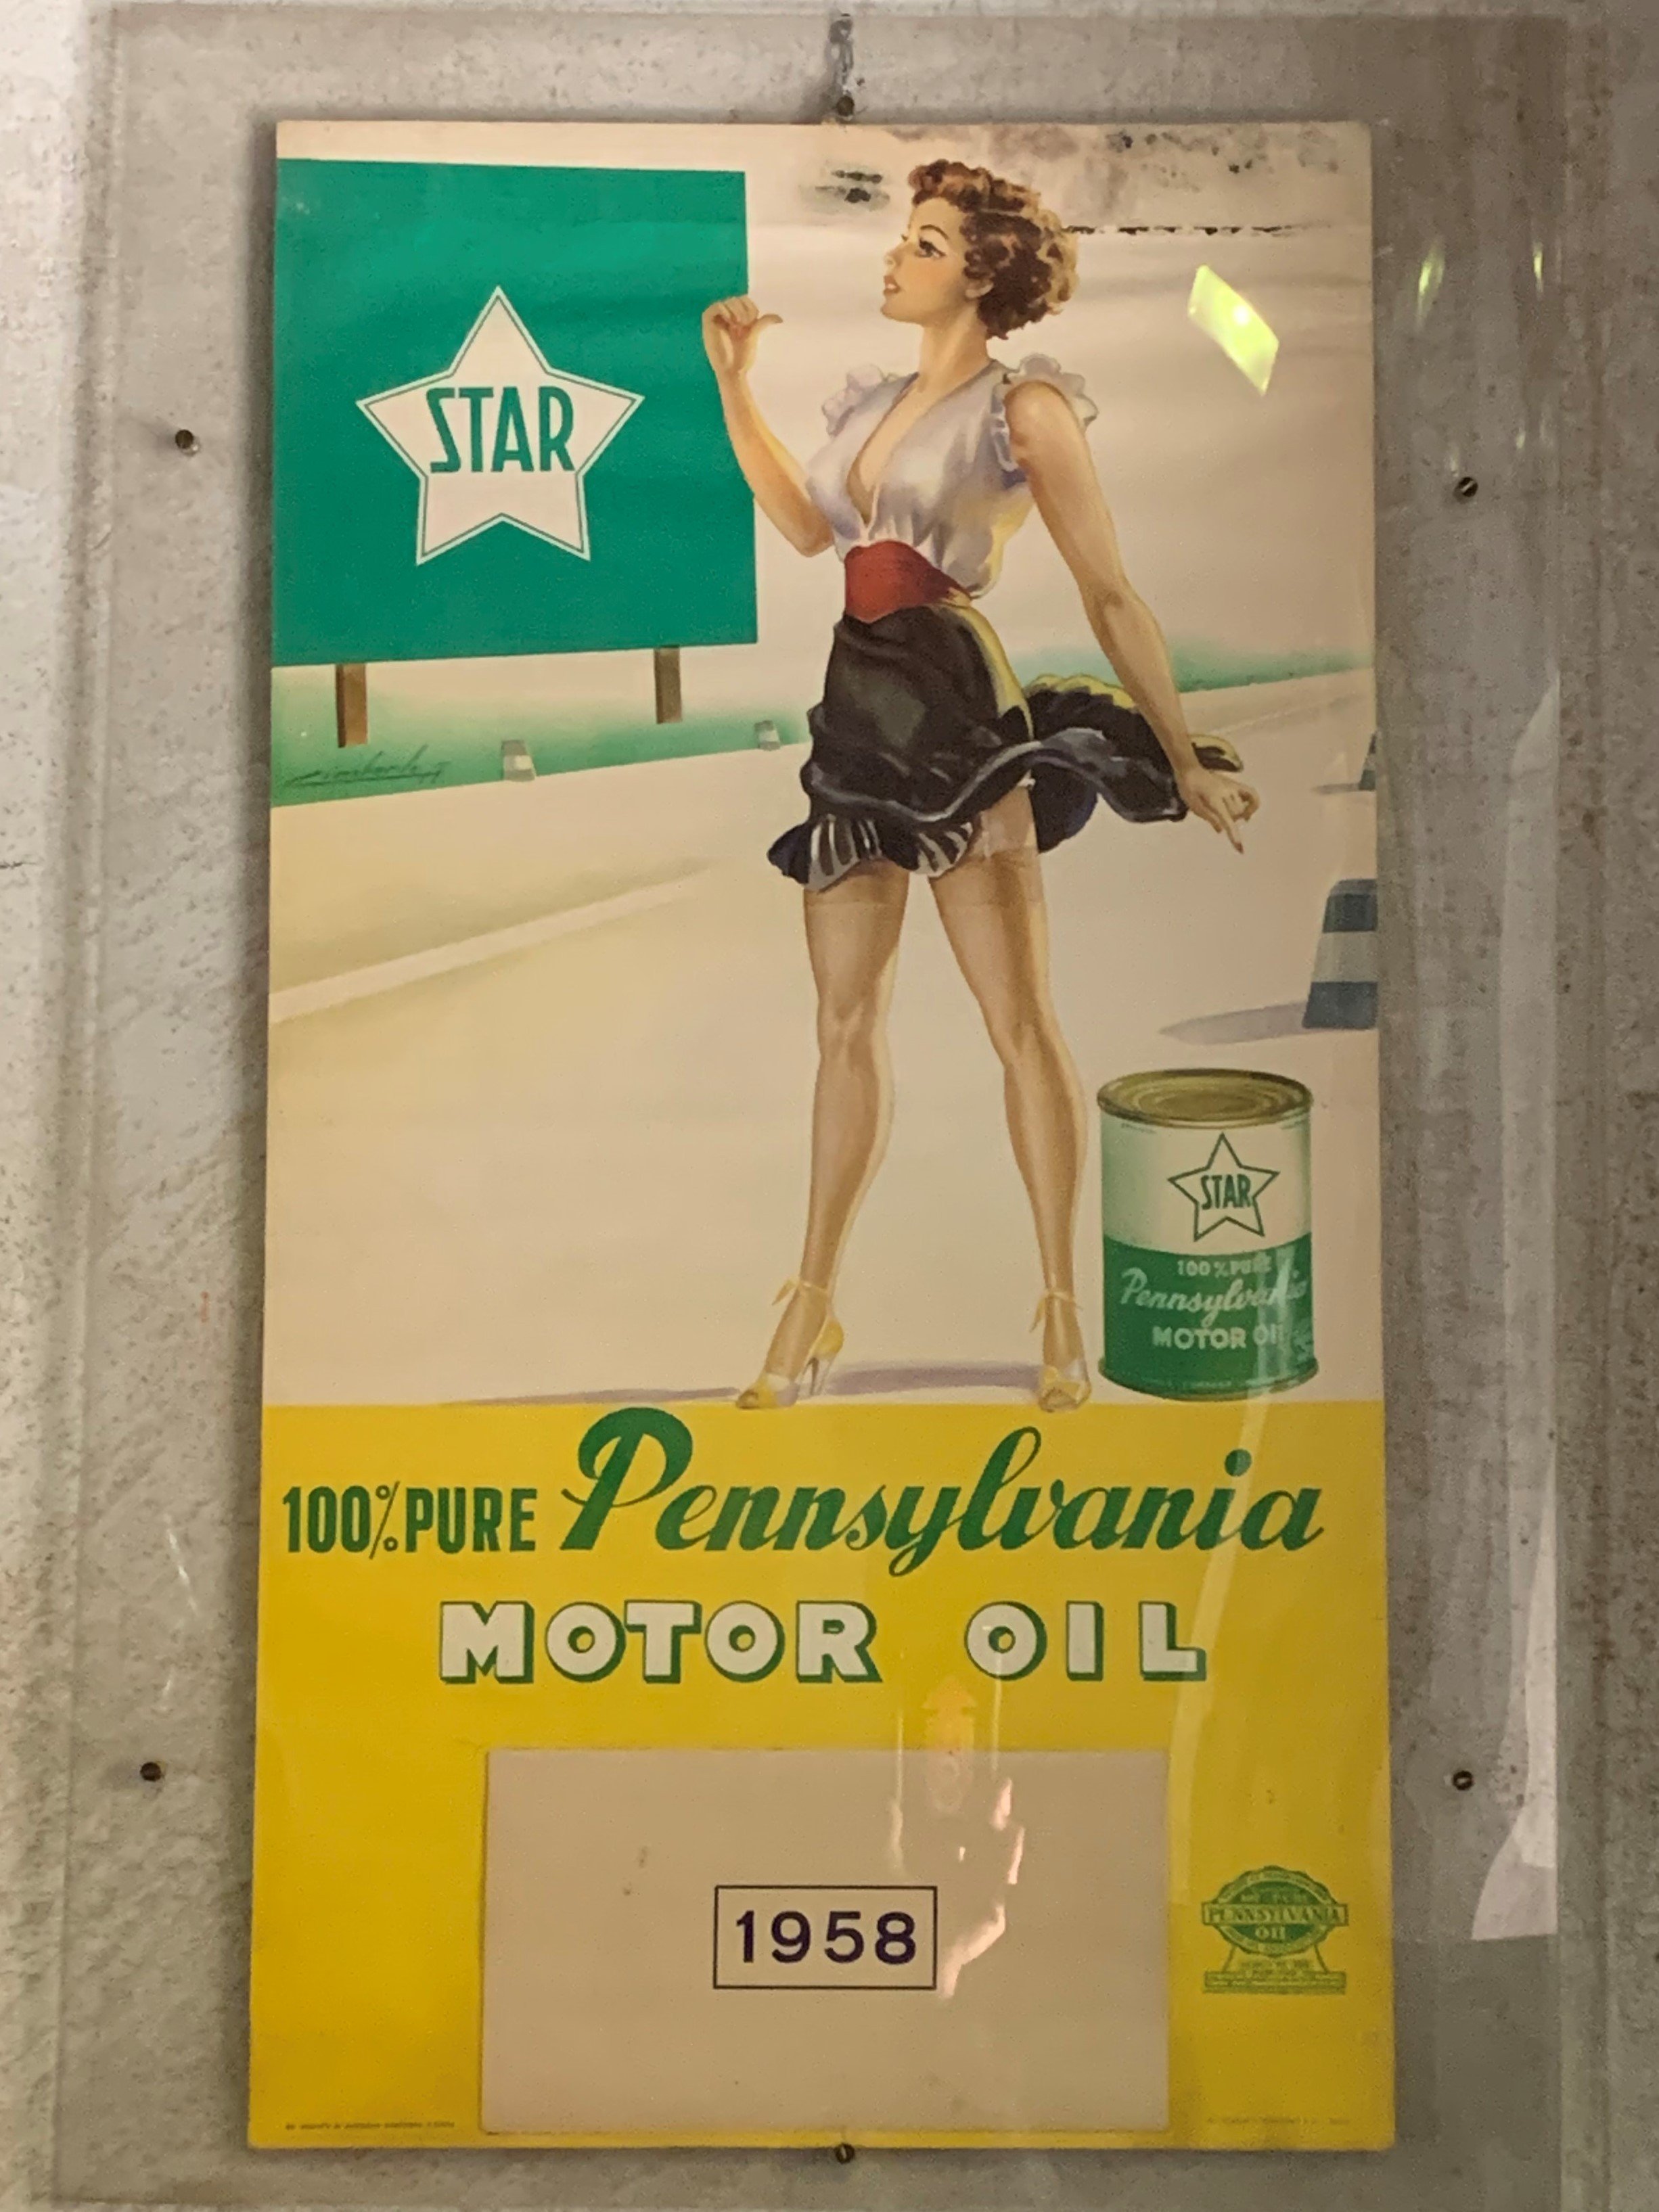 STAR
STAR
100% PURE
Pennsylvania
MOTOR OIL
100% PURE Pennsylvania
MOTOR OIL
1958
PENNSYLVANIA
OIL